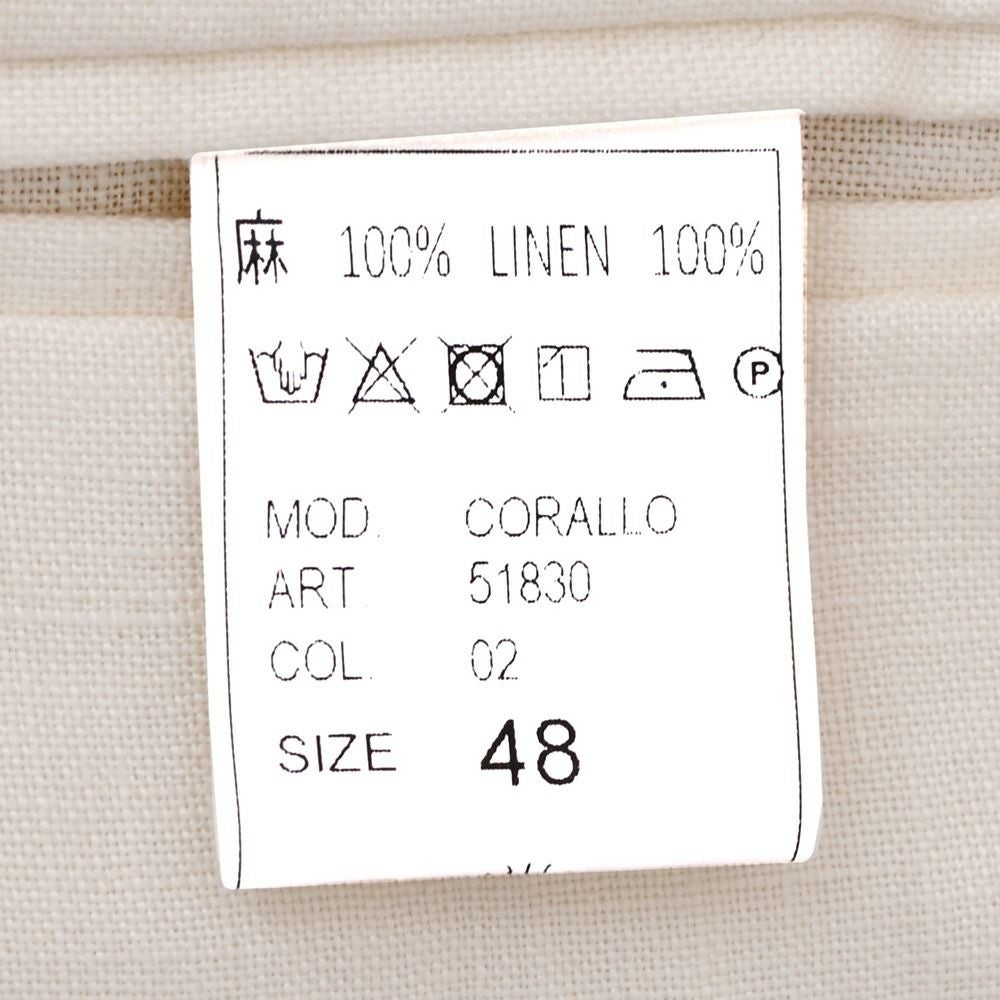 麻 100% LINEN 100%
P
MOD. CORALLO
ART. 51830
COL. 02
SIZE 48